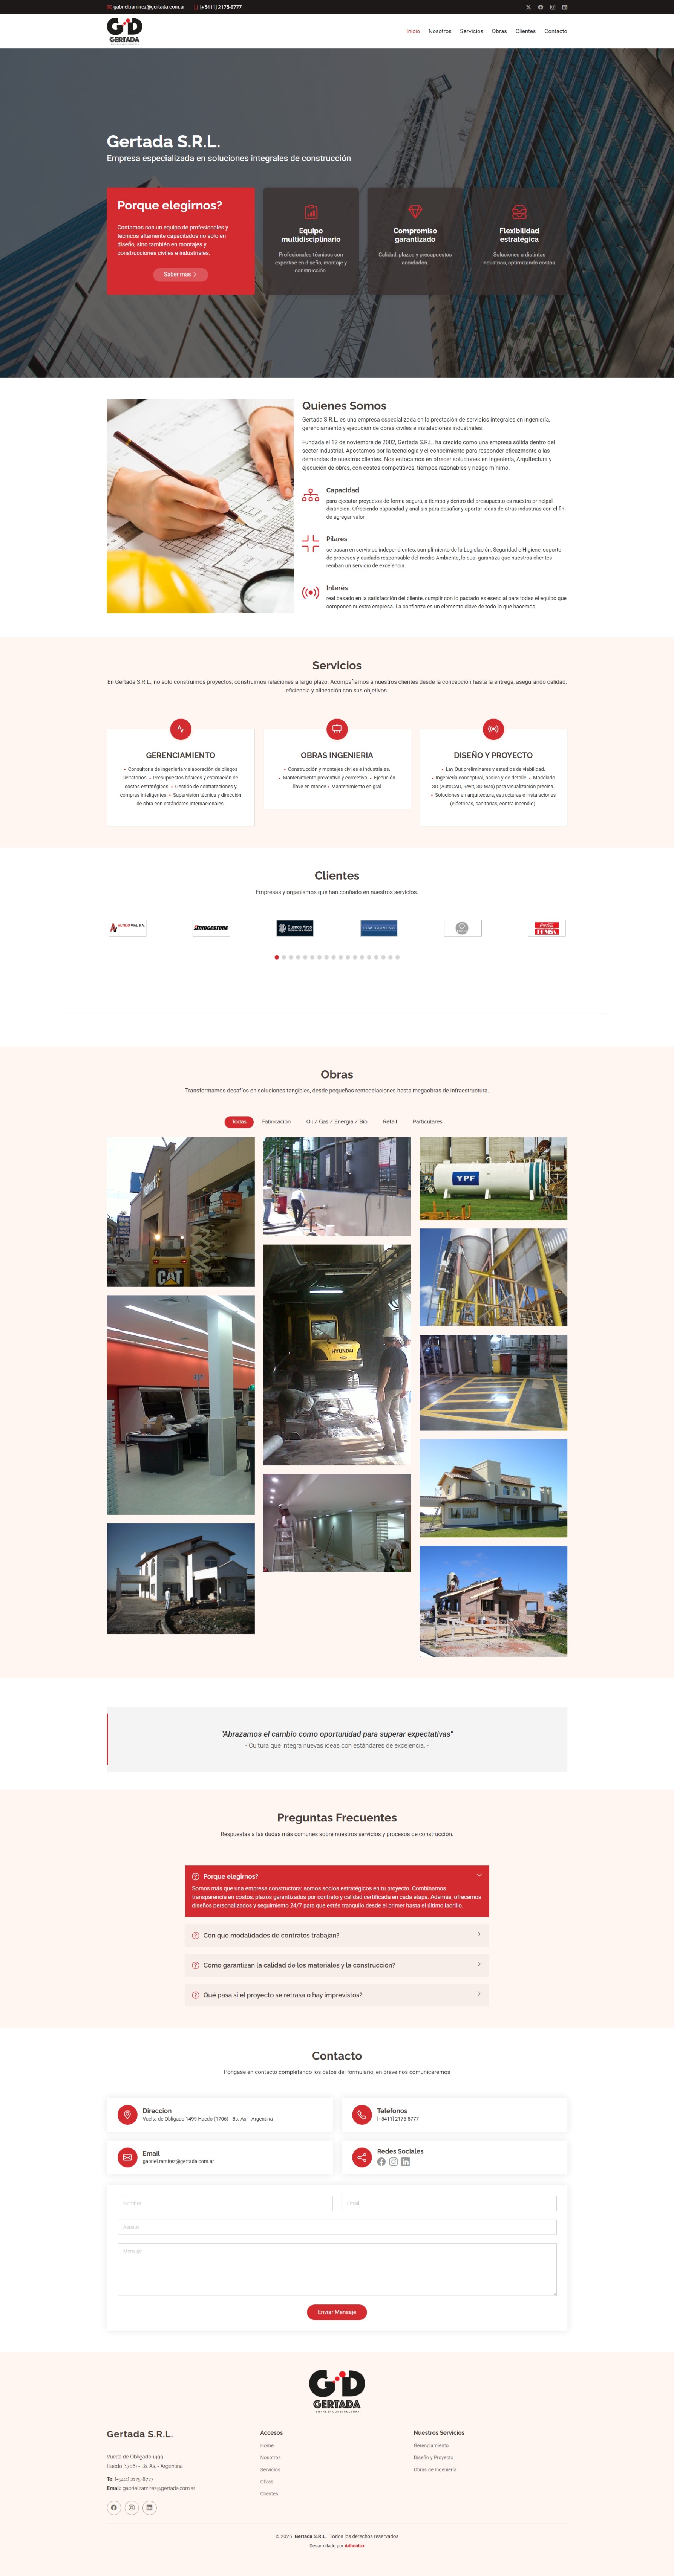 gabriel.ramirez@gertada.com.ar [+5411] 2175-8777
GD
GERTADA
Inicio Nosotros Servicios Obras Clientes Contacto
Gertada S.R.L.
Empresa especializada en soluciones integrales de construcción
Porque elegirnos?
Contamos con un equipo de profesionales y
técnicos altamente capacitados no solo en
diseño, sino también en montajes y
construcciones civiles e industriales.
Saber mas
Equipo
multidisciplinario
Profesionales técnicos con
expertise en diseño, montaje y
construcción.
Compromiso
garantizado
Calidad, plazos y presupuestos
acordados.
Flexibilidad
estratégica
Soluciones a distintas
industrias, optimizando costos.
Quienes Somos
Gertada S.R.L. es una empresa especializada en la prestación de servicios integrales en ingeniería,
gerenciamiento y ejecución de obras civiles e instalaciones industriales.
Fundada el 12 de noviembre de 2002, Gertada S.R.L. ha crecido como una empresa sólida dentro del
sector industrial. Apostamos por la tecnología y el conocimiento para responder eficazmente a las
demandas de nuestros clientes. Nos enfocamos en ofrecer soluciones en Ingeniería, Arquitectura y
ejecución de obras, con costos competitivos, tiempos razonables y riesgo mínimo.
Capacidad
para ejecutar proyectos de forma segura, a tiempo y dentro del presupuesto es nuestra principal
distinción. Ofreciendo capacidad y análisis para desafiar y aportar ideas de otras industrias con el fin
de agregar valor.
Pilares
se basan en servicios independientes, cumplimiento de la Legislación, Seguridad e Higiene, soporte
de procesos y cuidado responsable del medio Ambiente, lo cual garantiza que nuestros clientes
reciban un servicio de excelencia.
Interés
real basado en la satisfacción del cliente, cumplir con lo pactado es esencial para todas el equipo que
componen nuestra empresa. La confianza es un elemento clave de todo lo que hacemos.
Servicios
En Gertada S.R.L., no solo construimos proyectos; construimos relaciones a largo plazo. Acompañamos a nuestros clientes desde la concepción hasta la entrega, asegurando calidad,
eficiencia y alineación con sus objetivos.
GERENCIAMIENTO
• Consultoría de ingeniería y elaboración de pliegos
licitatorios. • Presupuestos básicos y estimación de
costos estratégicos. • Gestión de contrataciones y
compras inteligentes. • Supervisión técnica y dirección
de obra con estándares internacionales.
OBRAS INGENIERIA
• Construcción y montajes civiles e industriales.
• Mantenimiento preventivo y correctivo. • Ejecución
llave en manov • Mantenimiento en gral
DISEÑO Y PROYECTO
• Lay Out preliminares y estudios de viabilidad.
• Ingeniería conceptual, básica y de detalle. • Modelado
3D (AutoCAD, Revit, 3D Max) para visualización precisa.
• Soluciones en arquitectura, estructuras e instalaciones
(eléctricas, sanitarias, contra incendio).
Clientes
Empresas y organismos que han confiado en nuestros servicios.
BRIDGESTONE
Buenos Aires
Coca-Cola
FEMSA
Obras
Transformamos desafíos en soluciones tangibles, desde pequeñas remodelaciones hasta megaobras de infraestructura.
Todas Fabricación Oil / Gas / Energia / Bio Retail Particulares
CAT
HYUNDAI
YPF
"Abrazamos el cambio como oportunidad para superar expectativas"
- Cultura que integra nuevas ideas con estándares de excelencia. -
Preguntas Frecuentes
Respuestas a las dudas más comunes sobre nuestros servicios y procesos de construcción.
Porque elegirnos?
Somos más que una empresa constructora: somos socios estratégicos en tu proyecto. Combinamos
transparencia en costos, plazos garantizados por contrato y calidad certificada en cada etapa. Además, ofrecemos
diseños personalizados y seguimiento 24/7 para que estés tranquilo desde el primer hasta el último ladrillo.
Con que modalidades de contratos trabajan?
Cómo garantizan la calidad de los materiales y la construcción?
Qué pasa si el proyecto se retrasa o hay imprevistos?
Contacto
Póngase en contacto completando los datos del formulario, en breve nos comunicaremos
Direccion
Vuelta de Obligado 1499 Haedo (1706) - Bs. As. - Argentina
Telefonos
[+5411] 2175-8777
Email
gabriel.ramirez@gertada.com.ar
Redes Sociales
Nombre
Email
Asunto
Mensaje
Enviar Mensaje
GD
GERTADA
EMPRESA CONSTRUCTORA
Gertada S.R.L.
Vuelta de Obligado 1499
Haedo (1706) - Bs. As. - Argentina
Te: [+5411] 2175-8777
Email: gabriel.ramirez@gertada.com.ar
Accesos
Home
Nosotros
Servicios
Obras
Clientes
Nuestros Servicios
Gerenciamiento
Diseño y Proyecto
Obras de Ingeniería
© 2025 Gertada S.R.L. Todos los derechos reservados
Desarrollado por Adhentux